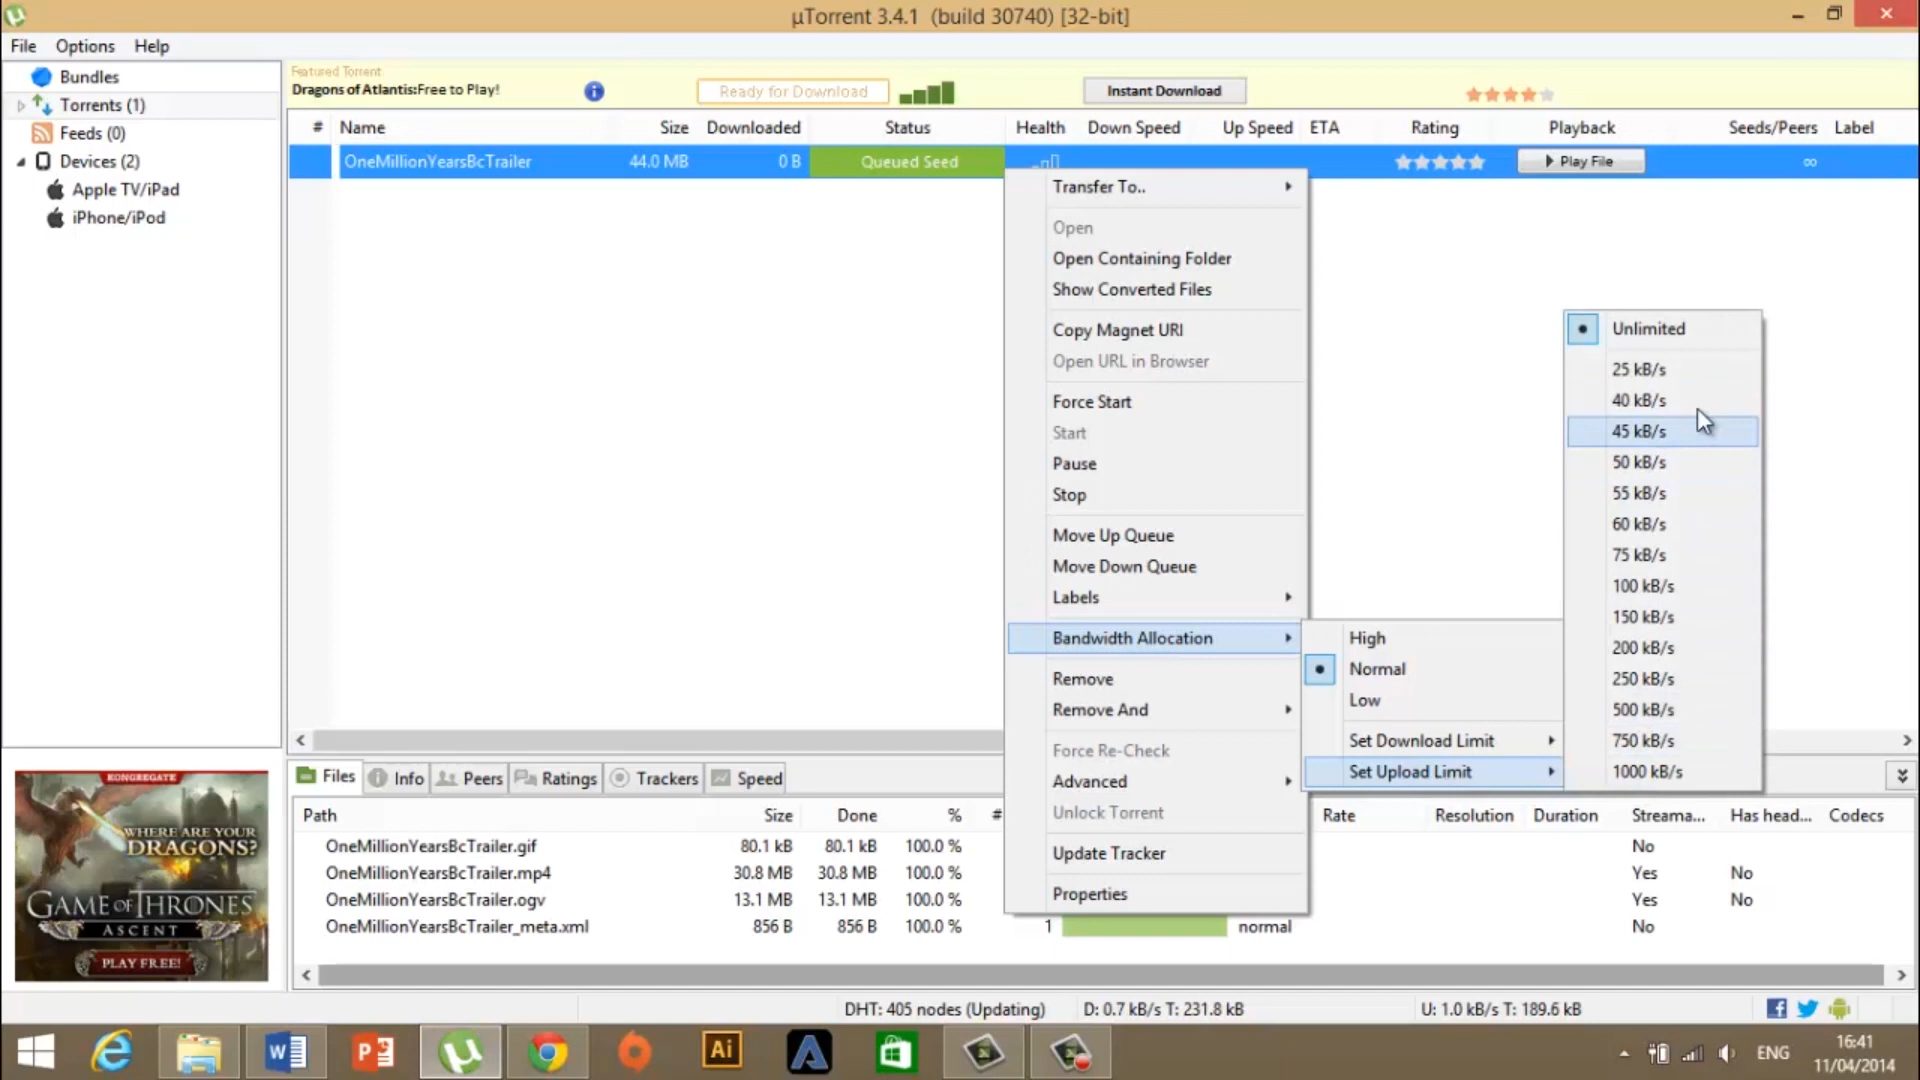 µTorrent 3.4.1 (build 30740) [32-bit]
File Options Help
Bundles
Torrents (1)
Feeds (0)
Devices (2)
Apple TV/iPad
iPhone/iPod
Featured Torrent
Dragons of Atlantis:Free to Play!
Ready for Download
Instant Download
# Name Size Downloaded Status Health Down Speed Up Speed ETA Rating Playback Seeds/Peers Label
OneMillionYearsBcTrailer 44.0 MB 0 B Queued Seed Play File ∞
Transfer To..
Open
Open Containing Folder
Show Converted Files
Copy Magnet URI
Open URL in Browser
Force Start
Start
Pause
Stop
Move Up Queue
Move Down Queue
Labels
Bandwidth Allocation
Remove
Remove And
Force Re-Check
Advanced
Unlock Torrent
Update Tracker
Properties
High
Normal
Low
Set Download Limit
Set Upload Limit
Unlimited
25 kB/s
40 kB/s
45 kB/s
50 kB/s
55 kB/s
60 kB/s
75 kB/s
100 kB/s
150 kB/s
200 kB/s
250 kB/s
500 kB/s
750 kB/s
1000 kB/s
KONGREGATE
WHERE ARE YOUR
DRAGONS?
GAME OF THRONES
ASCENT
PLAY FREE!
Files Info Peers Ratings Trackers Speed
Path Size Done % # Rate Resolution Duration Streama... Has head... Codecs
OneMillionYearsBcTrailer.gif 80.1 kB 80.1 kB 100.0 % No
OneMillionYearsBcTrailer.mp4 30.8 MB 30.8 MB 100.0 % Yes No
OneMillionYearsBcTrailer.ogv 13.1 MB 13.1 MB 100.0 % Yes No
OneMillionYearsBcTrailer_meta.xml 856 B 856 B 100.0 % 1 normal No
DHT: 405 nodes (Updating) D: 0.7 kB/s T: 231.8 kB U: 1.0 kB/s T: 189.6 kB
Ai
ENG
16:41
11/04/2014